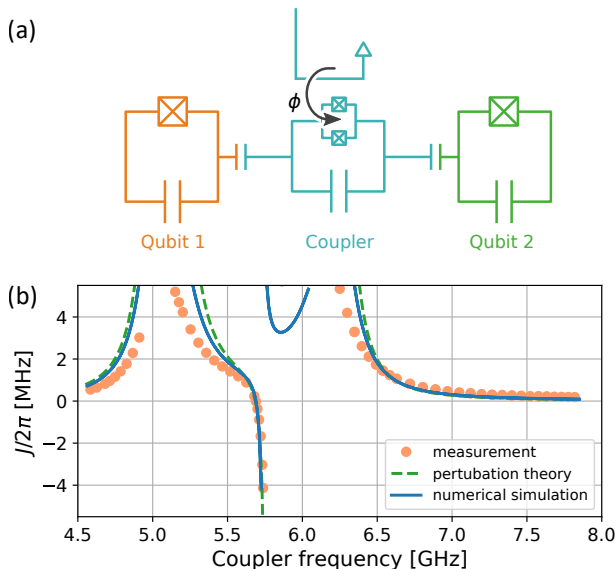 (a)
ϕ
Qubit 1 Coupler Qubit 2
(b)
J/2π [MHz]
4
2
0
−2
−4
measurement
pertubation theory
numerical simulation
4.5 5.0 5.5 6.0 6.5 7.0 7.5 8.0
Coupler frequency [GHz]